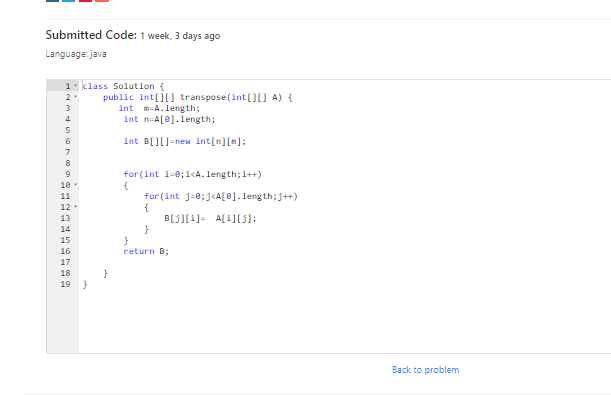 Submitted Code: 1 week, 3 days ago
Language: java
1 class Solution {
2 public int[][] transpose(int[][] A) {
3 int m=A.length;
4 int n=A[0].length;
5
6 int B[][]=new int[n][m];
7
8
9 for(int i=0;i<A.length;i++)
10 {
11 for(int j=0;j<A[0].length;j++)
12 {
13 B[j][i]= A[i][j];
14 }
15 }
16 return B;
17
18 }
19 }
Back to problem